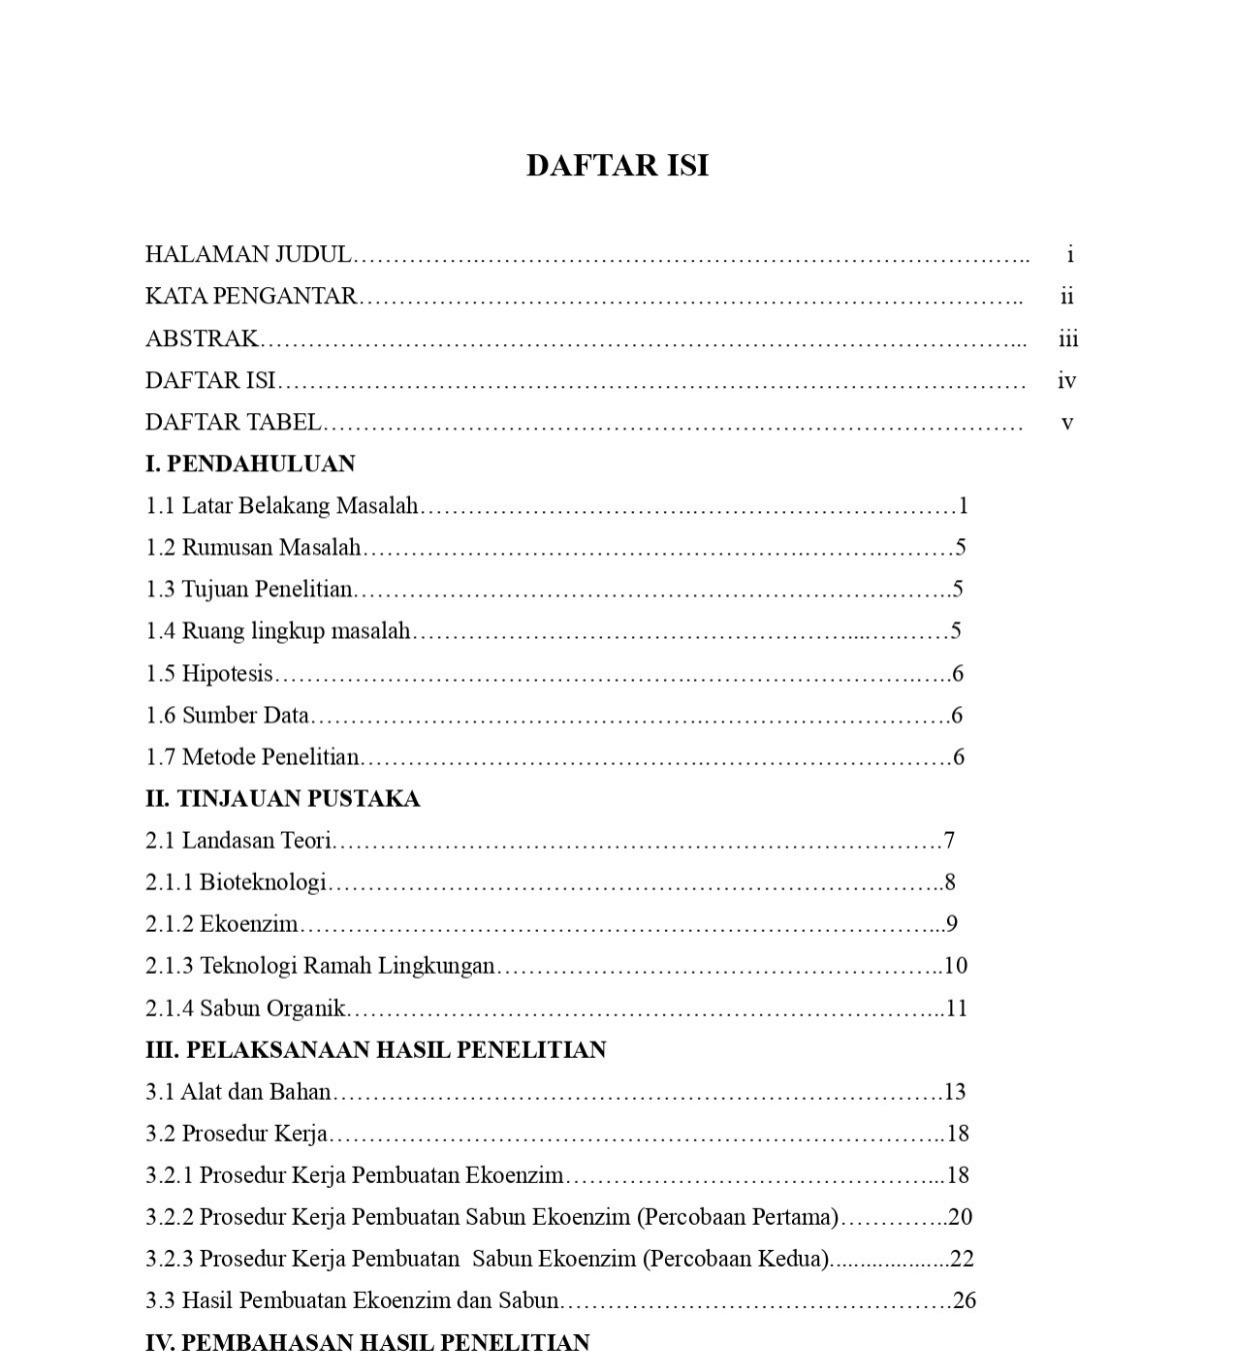 DAFTAR ISI
HALAMAN JUDUL…………….…………………………………………………………….….. i
KATA PENGANTAR……………………………………………………………………….. ii
ABSTRAK…………………………………………………………………………………... iii
DAFTAR ISI………………………………………………………………………………… iv
DAFTAR TABEL…………………………………………………………………………… v
I. PENDAHULUAN
1.1 Latar Belakang Masalah…………………………….……………………………1
1.2 Rumusan Masalah……………………………………………….……….………5
1.3 Tujuan Penelitian………………………………………………………….……..5
1.4 Ruang lingkup masalah………………………………………………....….……5
1.5 Hipotesis…………………………………………….……………………….…..6
1.6 Sumber Data………………………………………….………………………….6
1.7 Metode Penelitian…………………………………….………………………….6
II. TINJAUAN PUSTAKA
2.1 Landasan Teori…………………………………………………………………7
2.1.1 Bioteknologi…………………………………………………………………..8
2.1.2 Ekoenzim……………………………………………………………………...9
2.1.3 Teknologi Ramah Lingkungan………………………………………………..10
2.1.4 Sabun Organik………………………………………………………………...11
III. PELAKSANAAN HASIL PENELITIAN
3.1 Alat dan Bahan………………………………………………………………….13
3.2 Prosedur Kerja…………………………………………………………………..18
3.2.1 Prosedur Kerja Pembuatan Ekoenzim………………………………………...18
3.2.2 Prosedur Kerja Pembuatan Sabun Ekoenzim (Percobaan Pertama)…………..20
3.2.3 Prosedur Kerja Pembuatan  Sabun Ekoenzim (Percobaan Kedua)....................22
3.3 Hasil Pembuatan Ekoenzim dan Sabun………………………………………….26
IV. PEMBAHASAN HASIL PENELITIAN